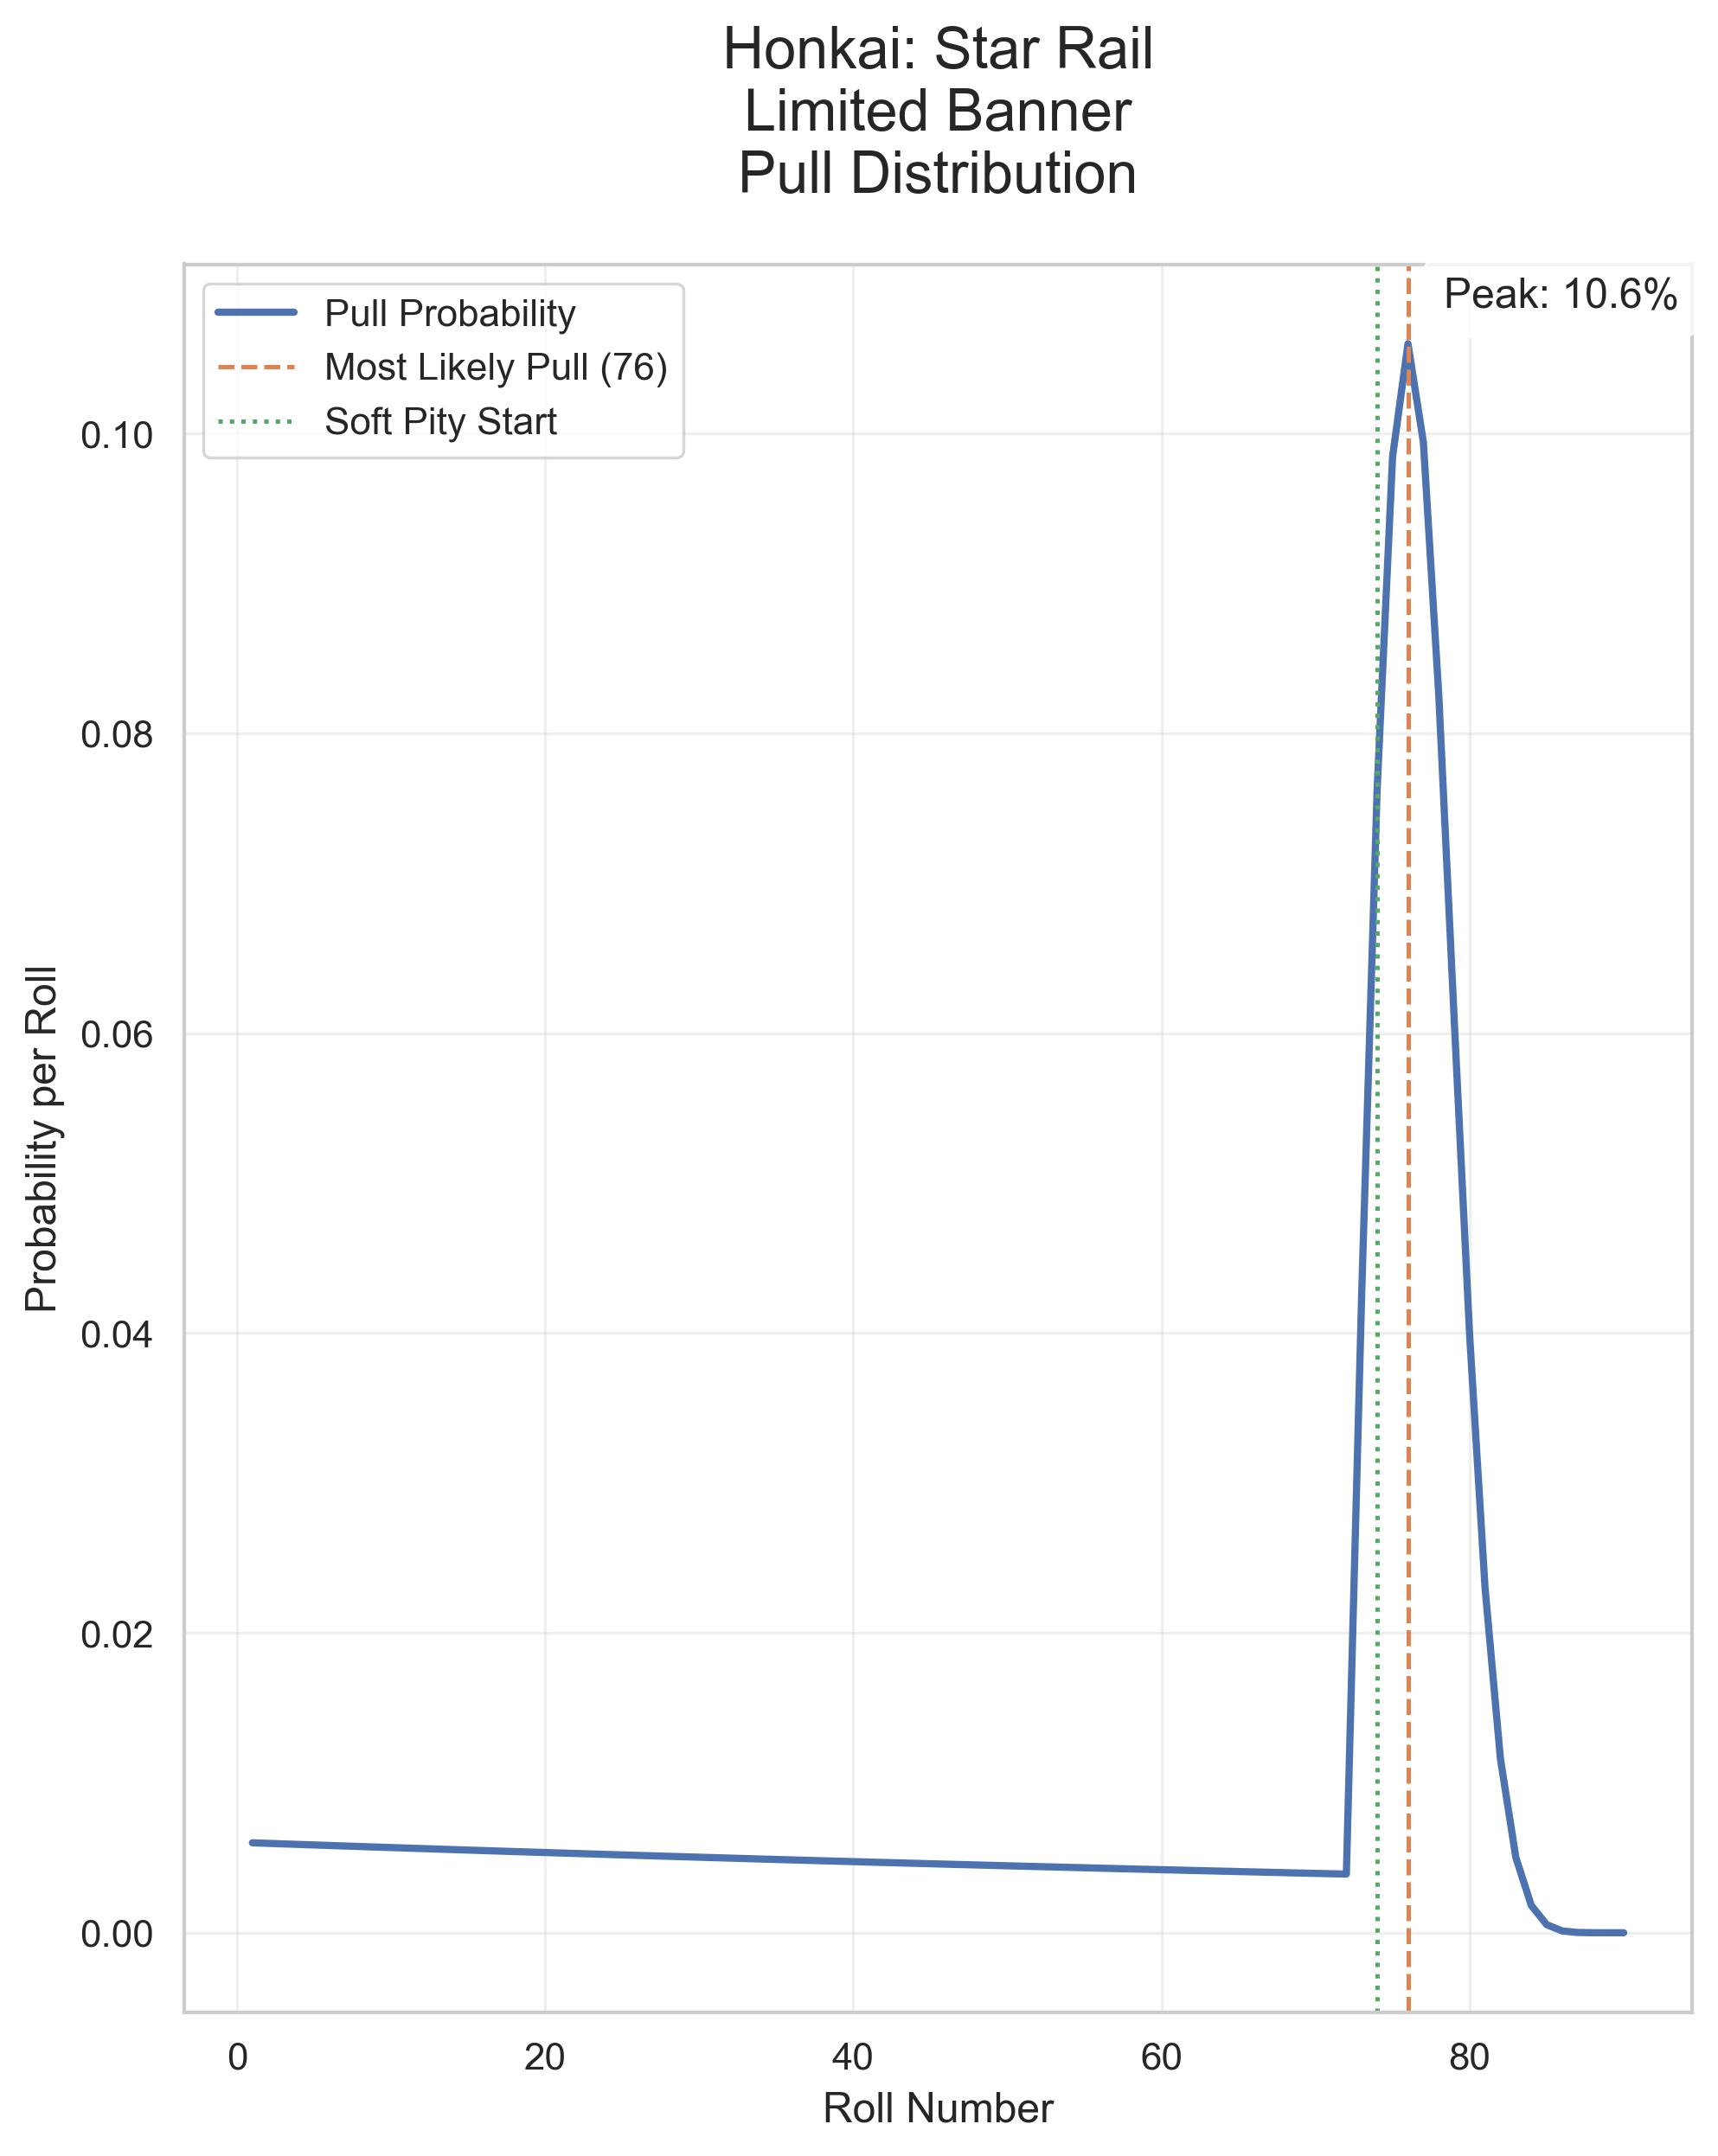 Honkai: Star Rail
Limited Banner
Pull Distribution
Peak: 10.6%
Pull Probability
Most Likely Pull (76)
Soft Pity Start
0.10
0.08
0.06
0.04
0.02
0.00
Probability per Roll
0 20 40 60 80
Roll Number